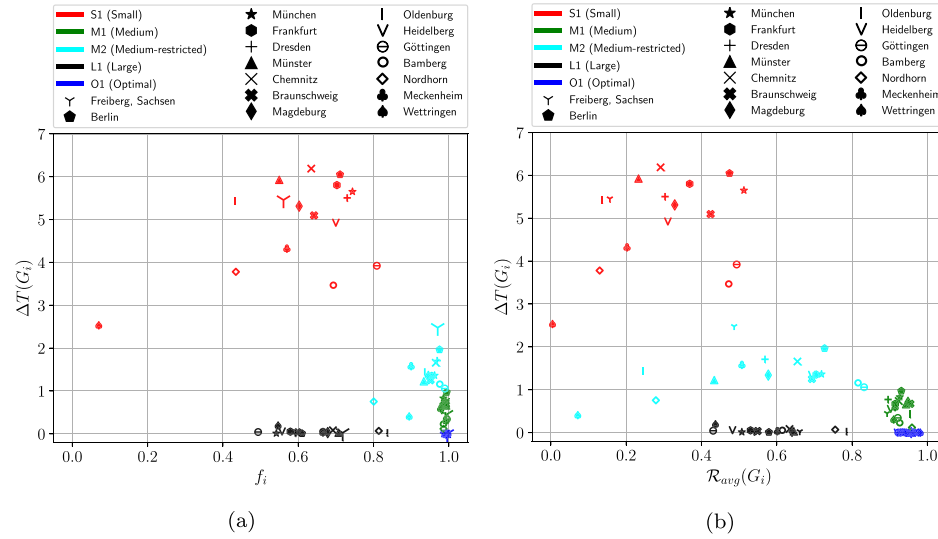 S1 (Small)
M1 (Medium)
M2 (Medium-restricted)
L1 (Large)
O1 (Optimal)
Freiberg, Sachsen
Berlin
München
Frankfurt
Dresden
Münster
Chemnitz
Braunschweig
Magdeburg
Oldenburg
Heidelberg
Göttingen
Bamberg
Nordhorn
Meckenheim
Wettringen
7
6
5
4
3
2
1
0
ΔT(G_i)
0.0 0.2 0.4 0.6 0.8 1.0
f_i
(a)
S1 (Small)
M1 (Medium)
M2 (Medium-restricted)
L1 (Large)
O1 (Optimal)
Freiberg, Sachsen
Berlin
München
Frankfurt
Dresden
Münster
Chemnitz
Braunschweig
Magdeburg
Oldenburg
Heidelberg
Göttingen
Bamberg
Nordhorn
Meckenheim
Wettringen
7
6
5
4
3
2
1
0
ΔT(G_i)
0.0 0.2 0.4 0.6 0.8 1.0
R_avg(G_i)
(b)